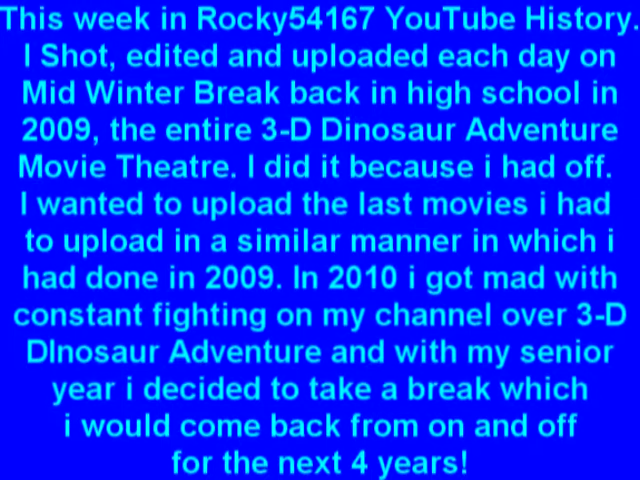 This week in Rocky54167 YouTube History.
I Shot, edited and uploaded each day on
Mid Winter Break back in high school in
2009, the entire 3-D Dinosaur Adventure
Movie Theatre. I did it because i had off.
I wanted to upload the last movies i had
to upload in a similar manner in which i
had done in 2009. In 2010 i got mad with
constant fighting on my channel over 3-D
DInosaur Adventure and with my senior
year i decided to take a break which
i would come back from on and off
for the next 4 years!